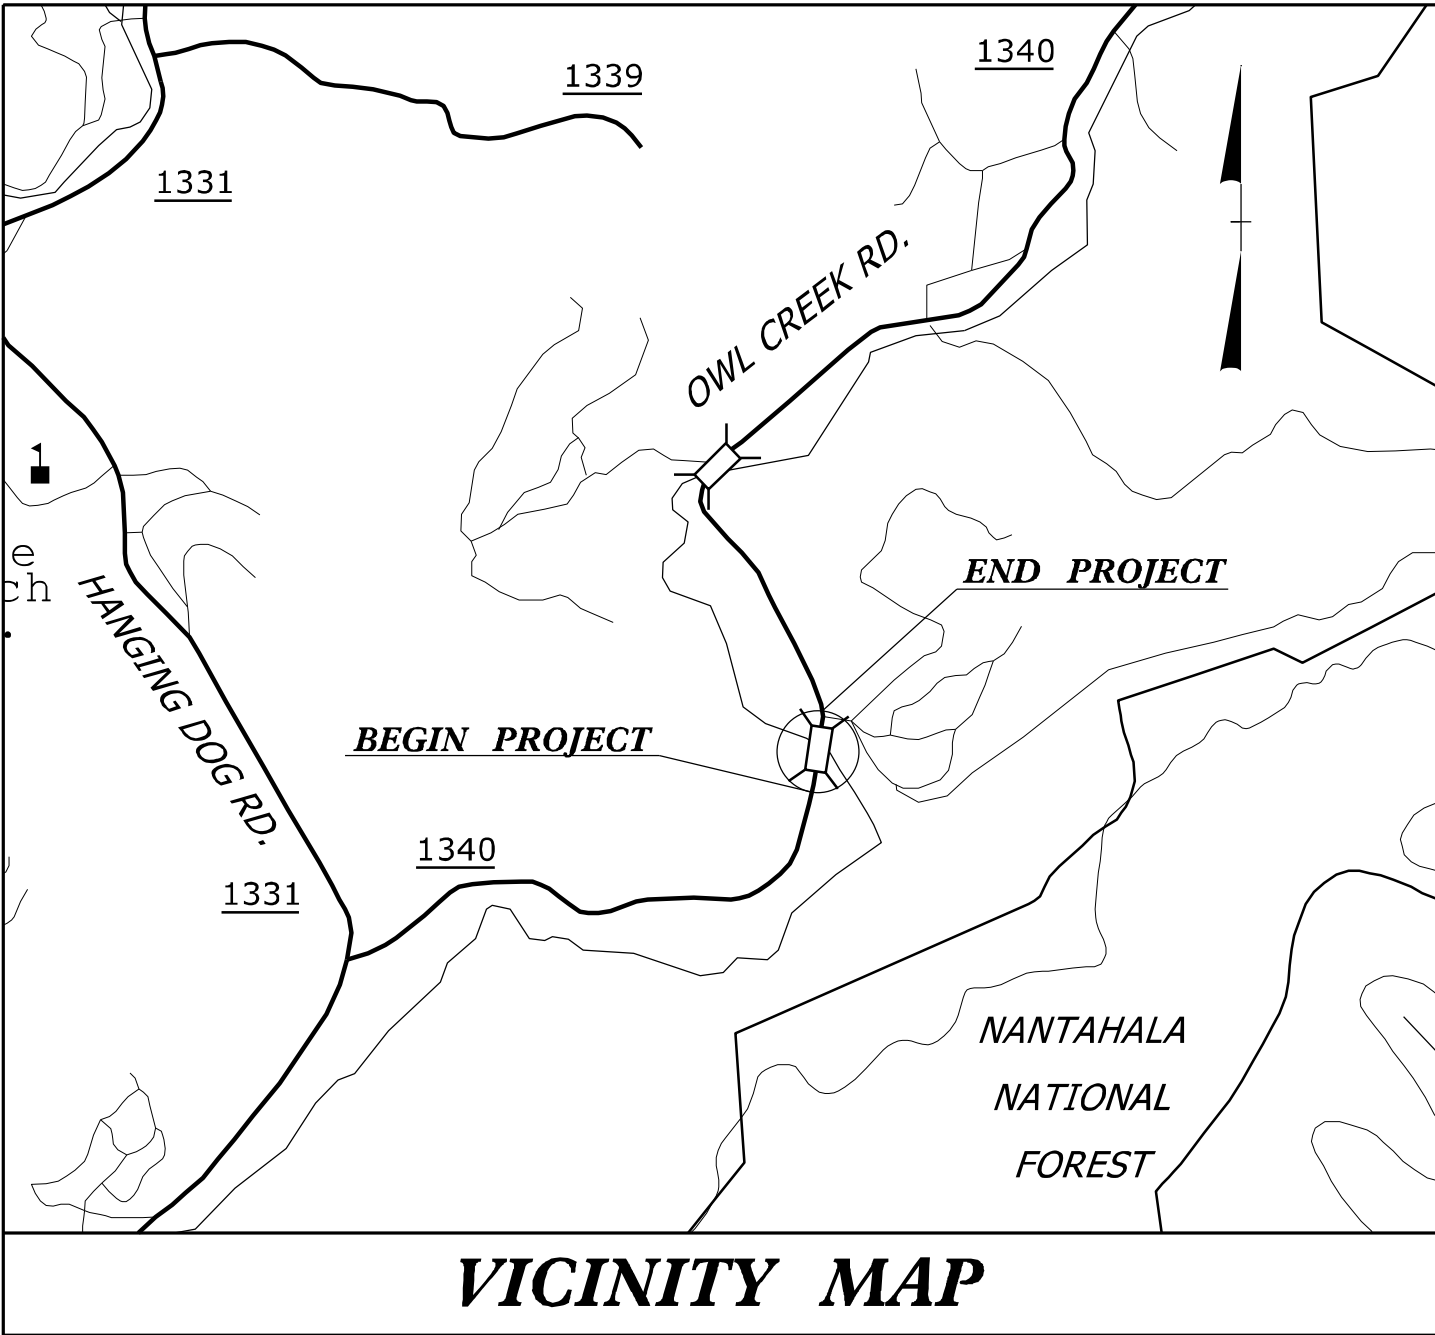 1340
1339
1331
OWL CREEK RD.
e
ch
END PROJECT
HANGING DOG RD.
BEGIN PROJECT
1340
1331
NANTAHALA
NATIONAL
FOREST
VICINITY MAP